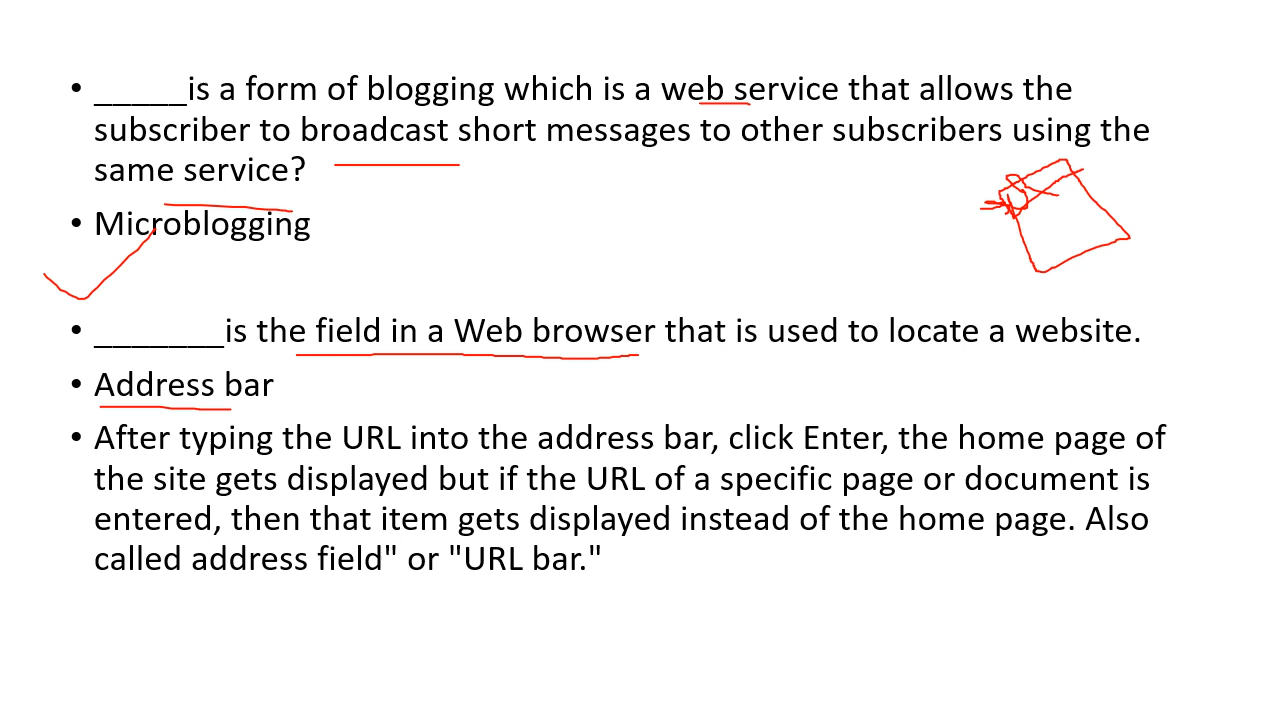 • _____is a form of blogging which is a web service that allows the
subscriber to broadcast short messages to other subscribers using the
same service?
• Microblogging
• _______is the field in a Web browser that is used to locate a website.
• Address bar
• After typing the URL into the address bar, click Enter, the home page of
the site gets displayed but if the URL of a specific page or document is
entered, then that item gets displayed instead of the home page. Also
called address field" or "URL bar."